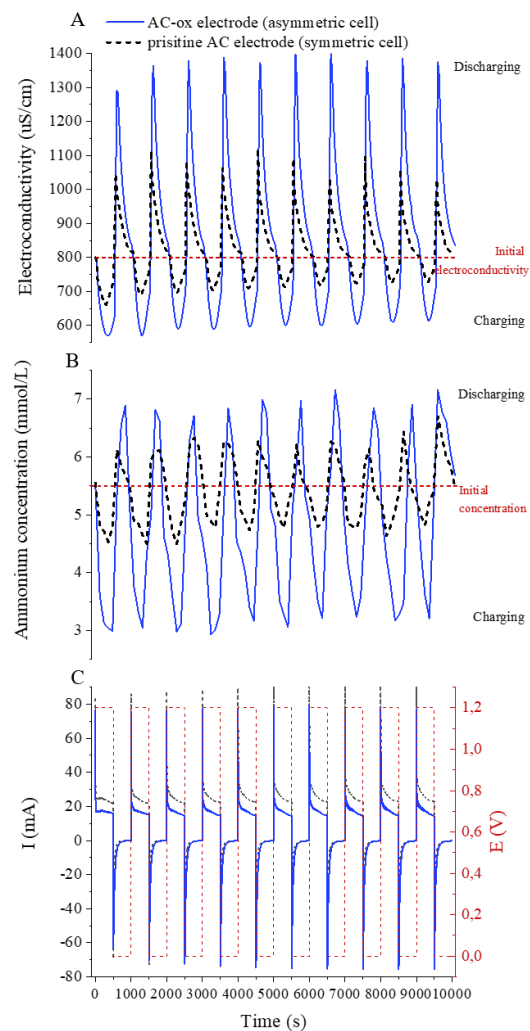 A
AC-ox electrode (asymmetric cell)
prisitine AC electrode (symmetric cell)
1400
1300
1200
1100
1000
900
800
700
600
Electroconductivity (uS/cm)
Discharging
Initial
electroconductivity
Charging
B
7
6
5
4
3
Ammonium concentration (mmol/L)
Discharging
Initial
concentration
Charging
C
80
60
40
20
0
-20
-40
-60
-80
I (mA)
1,2
1,0
0,8
0,6
0,4
0,2
0,0
E (V)
0 1000 2000 3000 4000 5000 6000 7000 8000 9000 10000
Time (s)